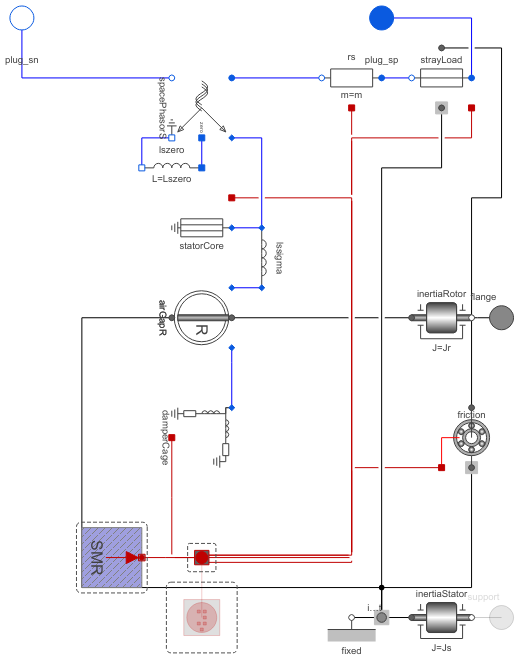 plug_sn
rs
plug_sp
strayLoad
m=m
spacePhasorS
zero
lszero
L=Lszero
statorCore
lssigma
airGapR
R
inertiaRotor
flange
J=Jr
damperCage
friction
SMR
inertiaStator
support
i...
fixed
J=Js